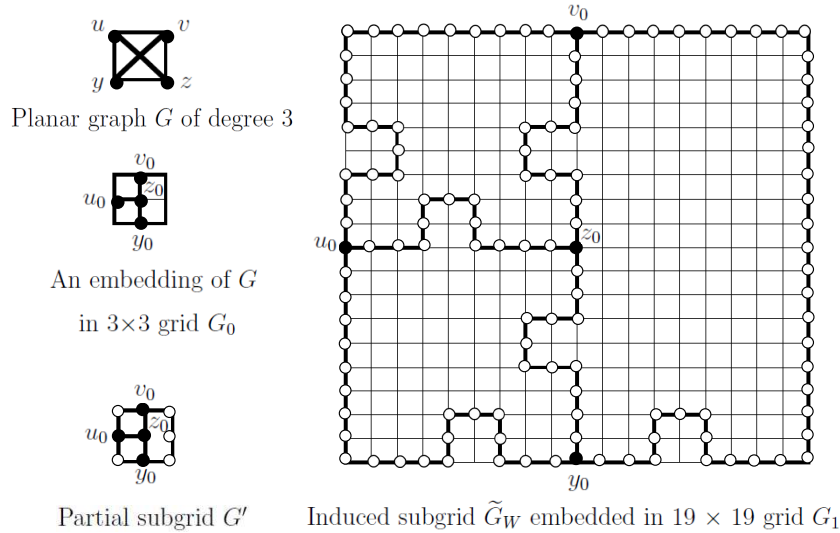 u v
y z
Planar graph G of degree 3
v₀
u₀ z₀
y₀
An embedding of G
in 3×3 grid G₀
v₀
u₀ z₀
y₀
Partial subgrid G′
v₀
u₀ z₀
y₀
Induced subgrid G̃_W embedded in 19 × 19 grid G₁